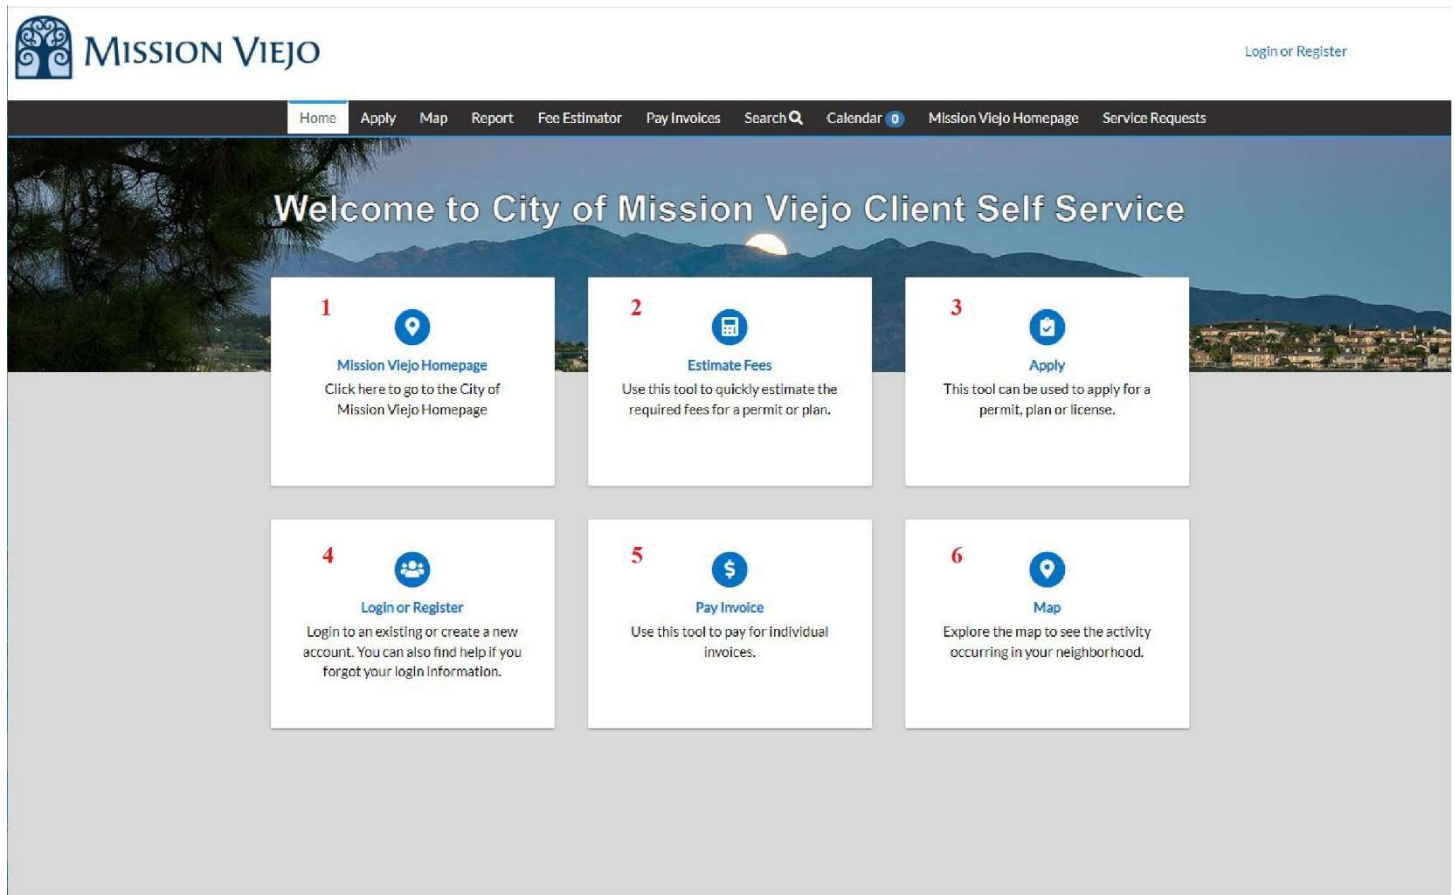 MISSION VIEJO
Login or Register
Home Apply Map Report Fee Estimator Pay Invoices Search Calendar 0 Mission Viejo Homepage Service Requests
Welcome to City of Mission Viejo Client Self Service
1
Mission Viejo Homepage
Click here to go to the City of
Mission Viejo Homepage
2
Estimate Fees
Use this tool to quickly estimate the
required fees for a permit or plan.
3
Apply
This tool can be used to apply for a
permit, plan or license.
4
Login or Register
Login to an existing or create a new
account. You can also find help if you
forgot your login information.
5
Pay Invoice
Use this tool to pay for individual
invoices.
6
Map
Explore the map to see the activity
occurring in your neighborhood.